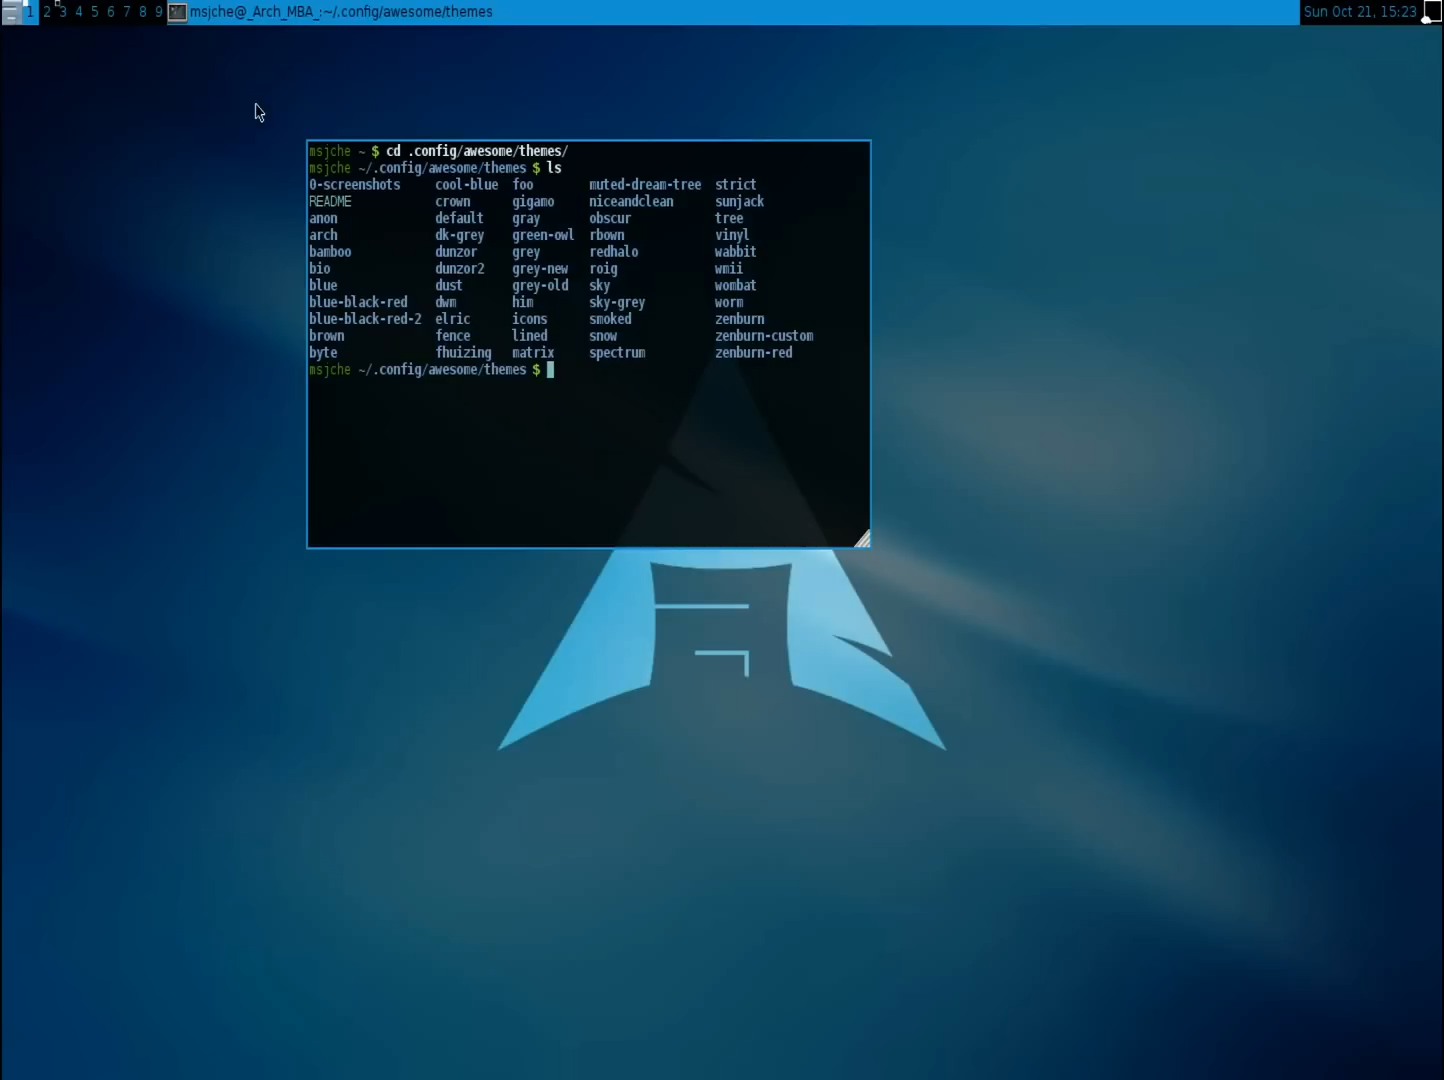 1 2 3 4 5 6 7 8 9 msjche@_Arch_MBA_:~/.config/awesome/themes Sun Oct 21, 15:23
msjche ~ $ cd .config/awesome/themes/
msjche ~/.config/awesome/themes $ ls
0-screenshots cool-blue foo muted-dream-tree strict
README crown gigamo niceandclean sunjack
anon default gray obscur tree
arch dk-grey green-owl rbown vinyl
bamboo dunzor grey redhalo wabbit
bio dunzor2 grey-new roig wmii
blue dust grey-old sky wombat
blue-black-red dwm him sky-grey worm
blue-black-red-2 elric icons smoked zenburn
brown fence lined snow zenburn-custom
byte fhuizing matrix spectrum zenburn-red
msjche ~/.config/awesome/themes $